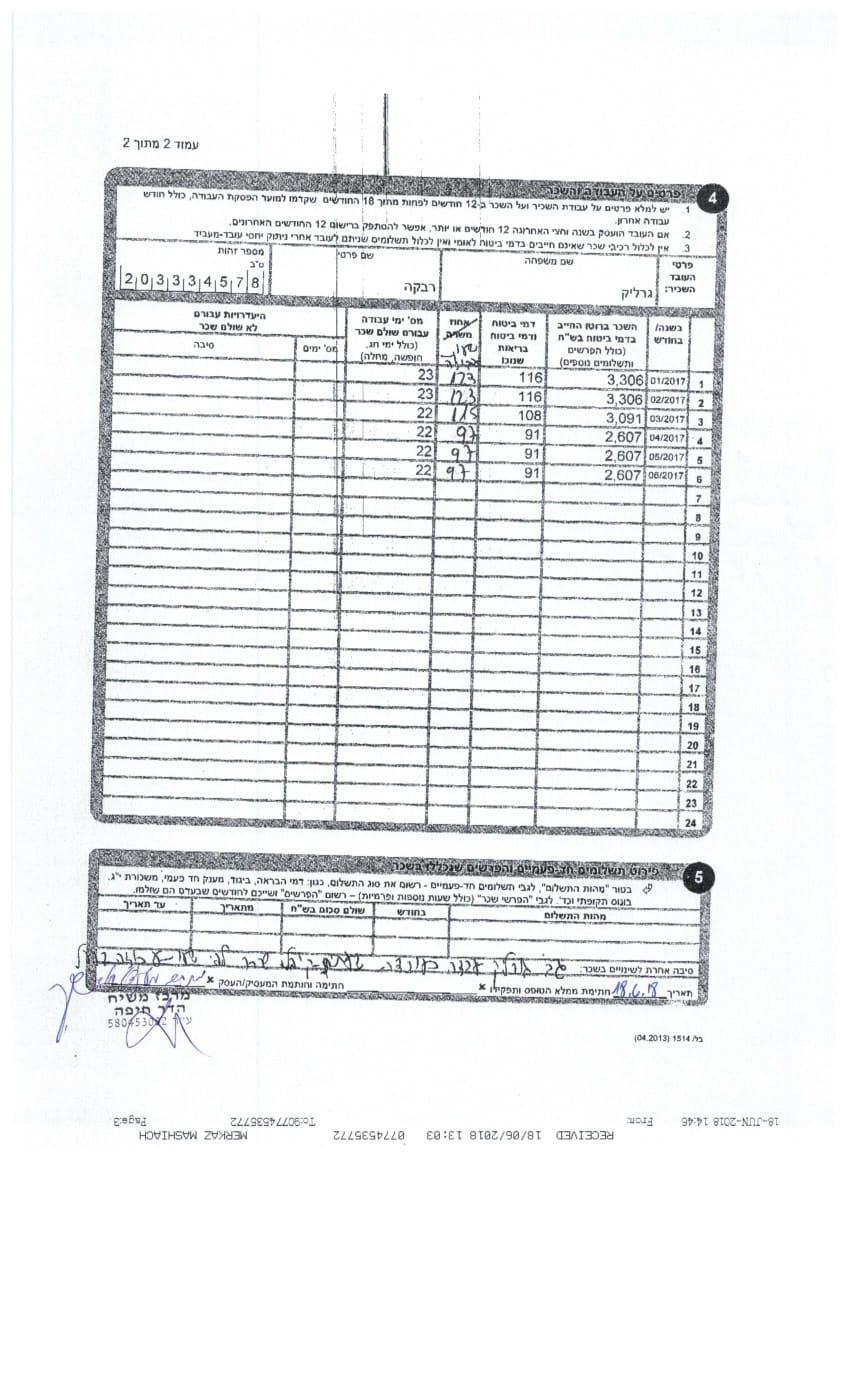 עמוד 2 מתוך 2
4 פרטים על העבודה והשכר
1. יש למלא פרטים על עבודת השכיר ועל השכר ב-12 חודשים לפחות מתוך 18 החודשים שקדמו למועד הפסקת העבודה, כולל חודש
עבודה אחרון.
2. אם העובד הועסק בשנה וחצי האחרונה 12 חודשים או יותר, אפשר להסתפק ברישום 12 החודשים האחרונים.
3. אין לכלול רכיבי שכר שאינם חייבים בדמי ביטוח לאומי ואין לכלול תשלומים שניתנו לעובד אחרי ניתוק יחסי עובד-מעביד
פרטי העובד השכיר: שם משפחה שם פרטי מספר זהות ס"ב
גרליק רבקה 2 0 3 3 3 4 5 7 8
בשנה/ בחודש השכר ברוטו החייב בדמי ביטוח בש"ח (כולל הפרשים ותשלומים נוספים) דמי ביטוח ודמי ביטוח בריאות שנוכו אחוז משרה שעות מס' ימי עבודה עבורם שולם שכר (כולל ימי חג, חופשה, מחלה) היעדרויות עבורם לא שולם שכר
מס' ימים סיבה
1 01/2017 3,306 116 123 23
2 02/2017 3,306 116 123 23
3 03/2017 3,091 108 115 22
4 04/2017 2,607 91 97 22
5 05/2017 2,607 91 97 22
6 06/2017 2,607 91 97 22
7
8
9
10
11
12
13
14
15
16
17
18
19
20
21
22
23
24
5 פירוט תשלומים חד-פעמיים והפרשים שנכללו בשכר
בטור "מהות התשלום", לגבי תשלומים חד-פעמיים - רשום את סוג התשלום, כגון: דמי הבראה, ביגוד, מענק חד פעמי, משכורת י"ג,
בונוס תקופתי וכד'. לגבי "הפרשי שכר" (כולל שעות נוספות ופרמיות) – רשום "הפרשים" ושייכם לחודשים שבעדם הם שולמו.
מהות התשלום בחודש שולם סכום בש"ח מתאריך עד תאריך
סיבה אחרת לשינויים בשכר: גב' גרליק
תאריך 18.6.18 חתימת ממלא הטופס ותפקידו x חתימה וחותמת המעסיק/העסק x
מרכז משיח
הדר חיפה
בל/ 1514 (04.2013)
18-JUN-2018 14:46 From: To:90774535772 Page:3
RECEIVED 18/06/2018 13:03 0774535772 MERKAZ MASHIACH